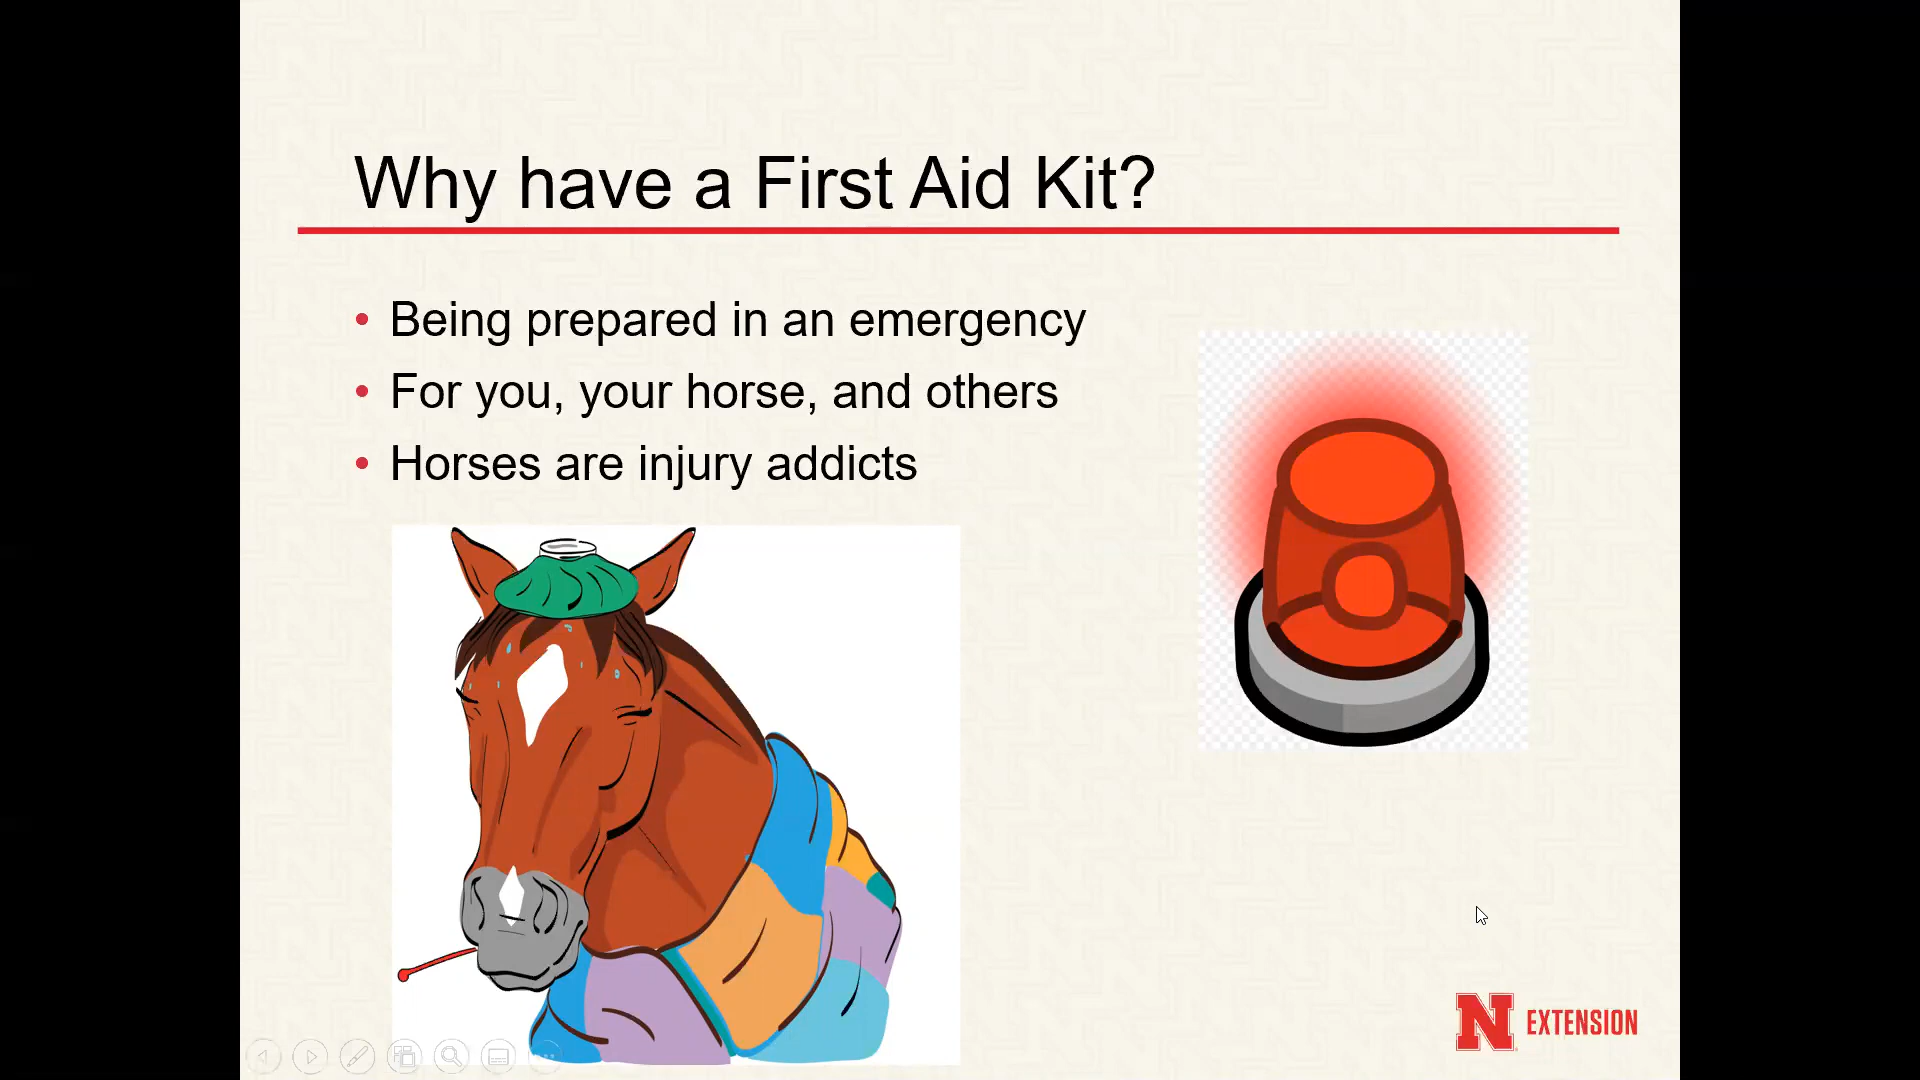 Why have a First Aid Kit?
• Being prepared in an emergency
• For you, your horse, and others
• Horses are injury addicts
N EXTENSION